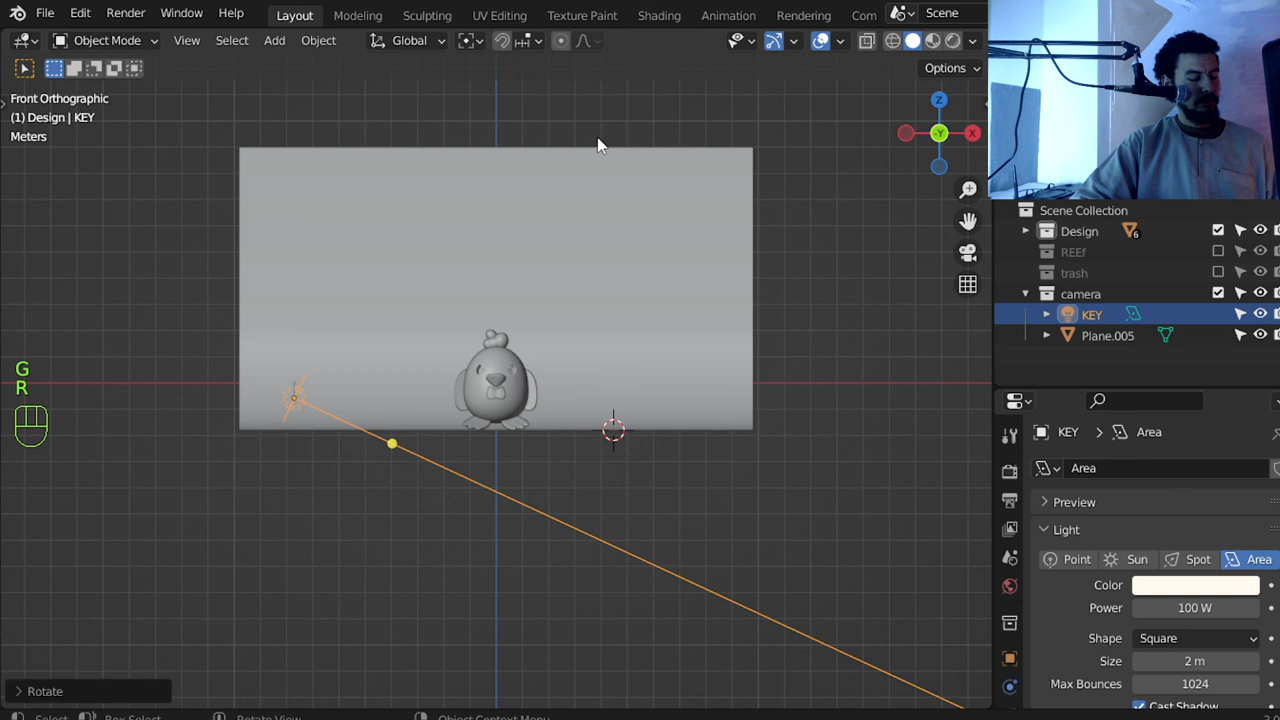 File Edit Render Window Help Layout Modeling Sculpting UV Editing Texture Paint Shading Animation Rendering Com Scene
Object Mode View Select Add Object Global
Options
Front Orthographic
(1) Design | KEY
Meters
Z
-Y
X
Scene Collection
Design 6
REEf
trash
camera
KEY
Plane.005
G
R
KEY > Area
Area
Preview
Light
Point Sun Spot Area
Color
Power 100 W
Shape Square
Size 2 m
Max Bounces 1024
Cast Shadow
Rotate
Select Box Select Rotate View Object Context Menu